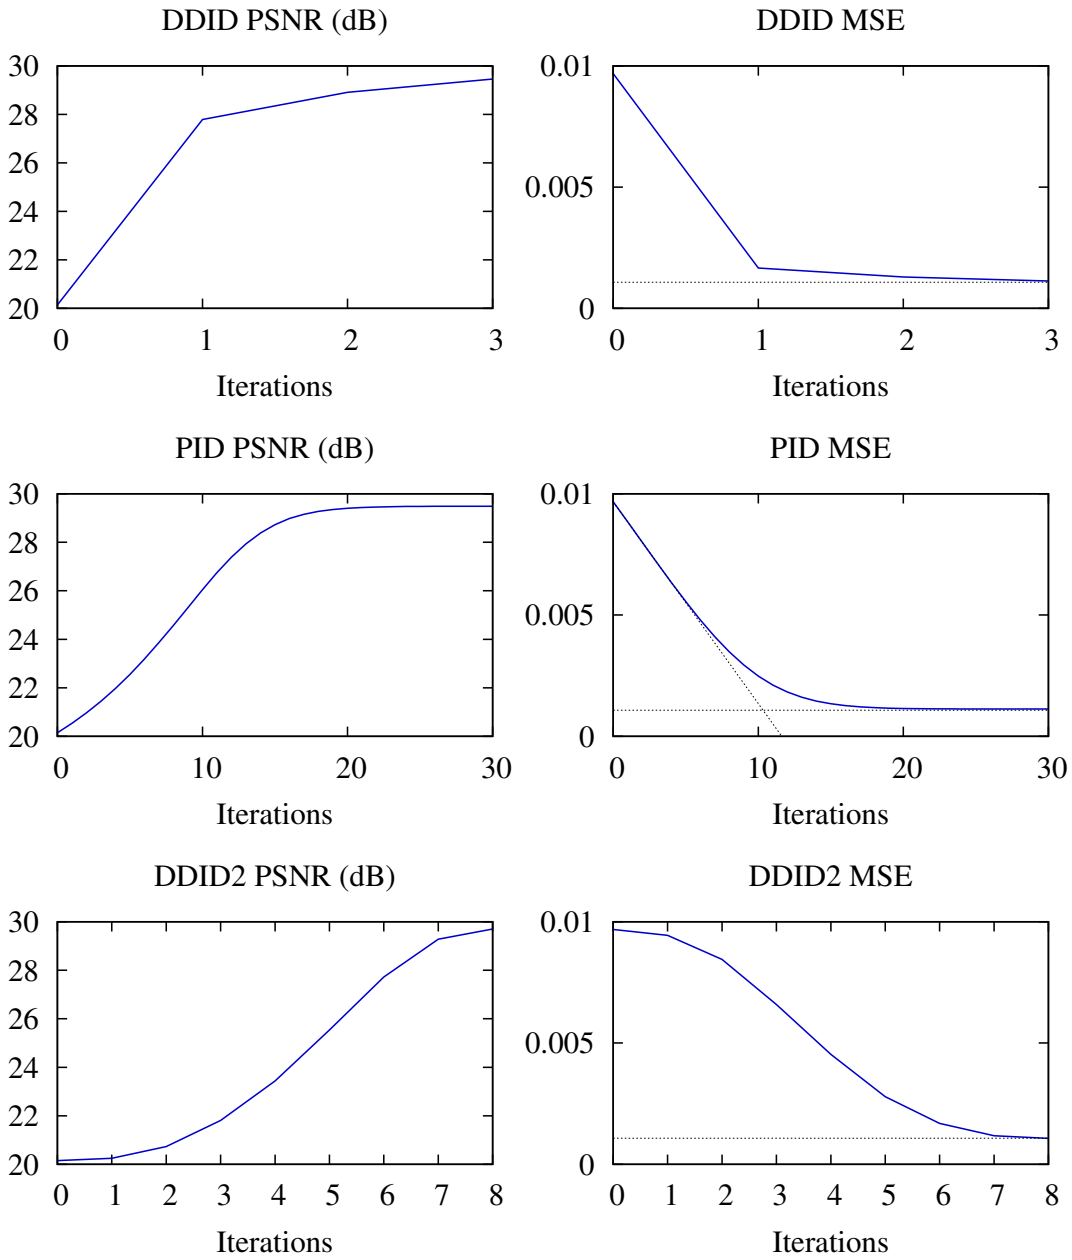 DDID PSNR (dB)
30
28
26
24
22
20
0 1 2 3
Iterations
DDID MSE
0.01
0.005
0
0 1 2 3
Iterations
PID PSNR (dB)
30
28
26
24
22
20
0 10 20 30
Iterations
PID MSE
0.01
0.005
0
0 10 20 30
Iterations
DDID2 PSNR (dB)
30
28
26
24
22
20
0 1 2 3 4 5 6 7 8
Iterations
DDID2 MSE
0.01
0.005
0
0 1 2 3 4 5 6 7 8
Iterations